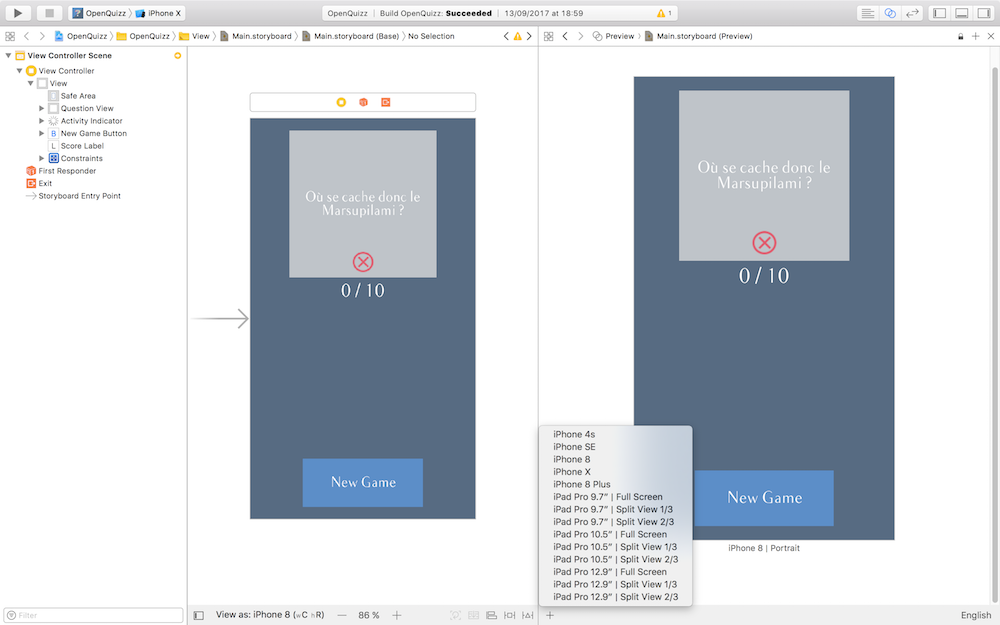 OpenQuizz 〉 iPhone X
OpenQuizz | Build OpenQuizz: Succeeded | 13/09/2017 at 18:59
1
OpenQuizz 〉 OpenQuizz 〉 View 〉 Main.storyboard 〉 Main.storyboard (Base) 〉 No Selection
Preview 〉 Main.storyboard (Preview)
View Controller Scene
View Controller
View
Safe Area
Question View
Activity Indicator
B New Game Button
L Score Label
Constraints
First Responder
Exit
Storyboard Entry Point
Filter
Où se cache donc le
Marsupilami ?
0 / 10
New Game
View as: iPhone 8 (wC hR) — 86 % +
Où se cache donc le
Marsupilami ?
0 / 10
New Game
iPhone 8 | Portrait
iPhone 4s
iPhone SE
iPhone 8
iPhone X
iPhone 8 Plus
iPad Pro 9.7” | Full Screen
iPad Pro 9.7” | Split View 1/3
iPad Pro 9.7” | Split View 2/3
iPad Pro 10.5” | Full Screen
iPad Pro 10.5” | Split View 1/3
iPad Pro 10.5” | Split View 2/3
iPad Pro 12.9” | Full Screen
iPad Pro 12.9” | Split View 1/3
iPad Pro 12.9” | Split View 2/3
English